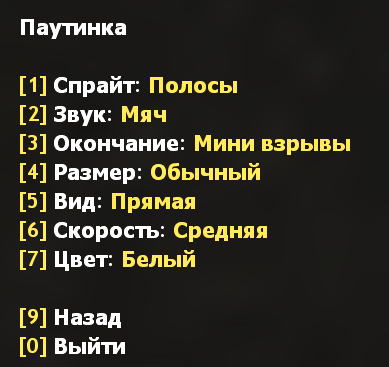 Паутинка
[1] Спрайт: Полосы
[2] Звук: Мяч
[3] Окончание: Мини взрывы
[4] Размер: Обычный
[5] Вид: Прямая
[6] Скорость: Средняя
[7] Цвет: Белый
[9] Назад
[0] Выйти